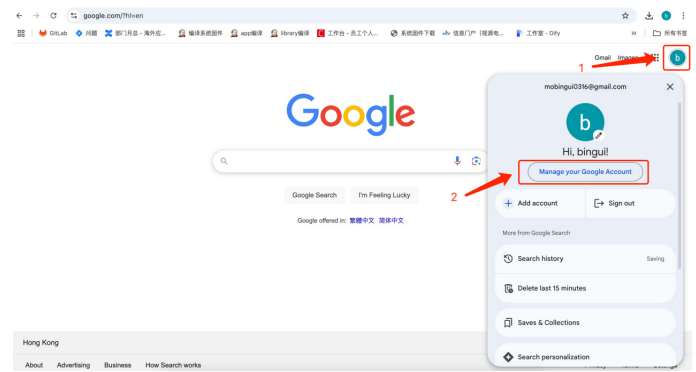 google.com/?hl=en
GitLab 问题 部门月总 - 海外应... 编译系统固件 app编译 library编译 工作台 - 员工个人... 系统固件下载 信息门户 (视源电... 工作室 - Dify » 所有书签
Gmail Images b
1
mobingui0316@gmail.com
b
Google
Hi, bingui!
Manage your Google Account
2
Google Search I'm Feeling Lucky
Add account Sign out
Google offered in: 繁體中文 简体中文
More from Google Search
Search history Saving
Delete last 15 minutes
Saves & Collections
Search personalization
Hong Kong
About Advertising Business How Search works